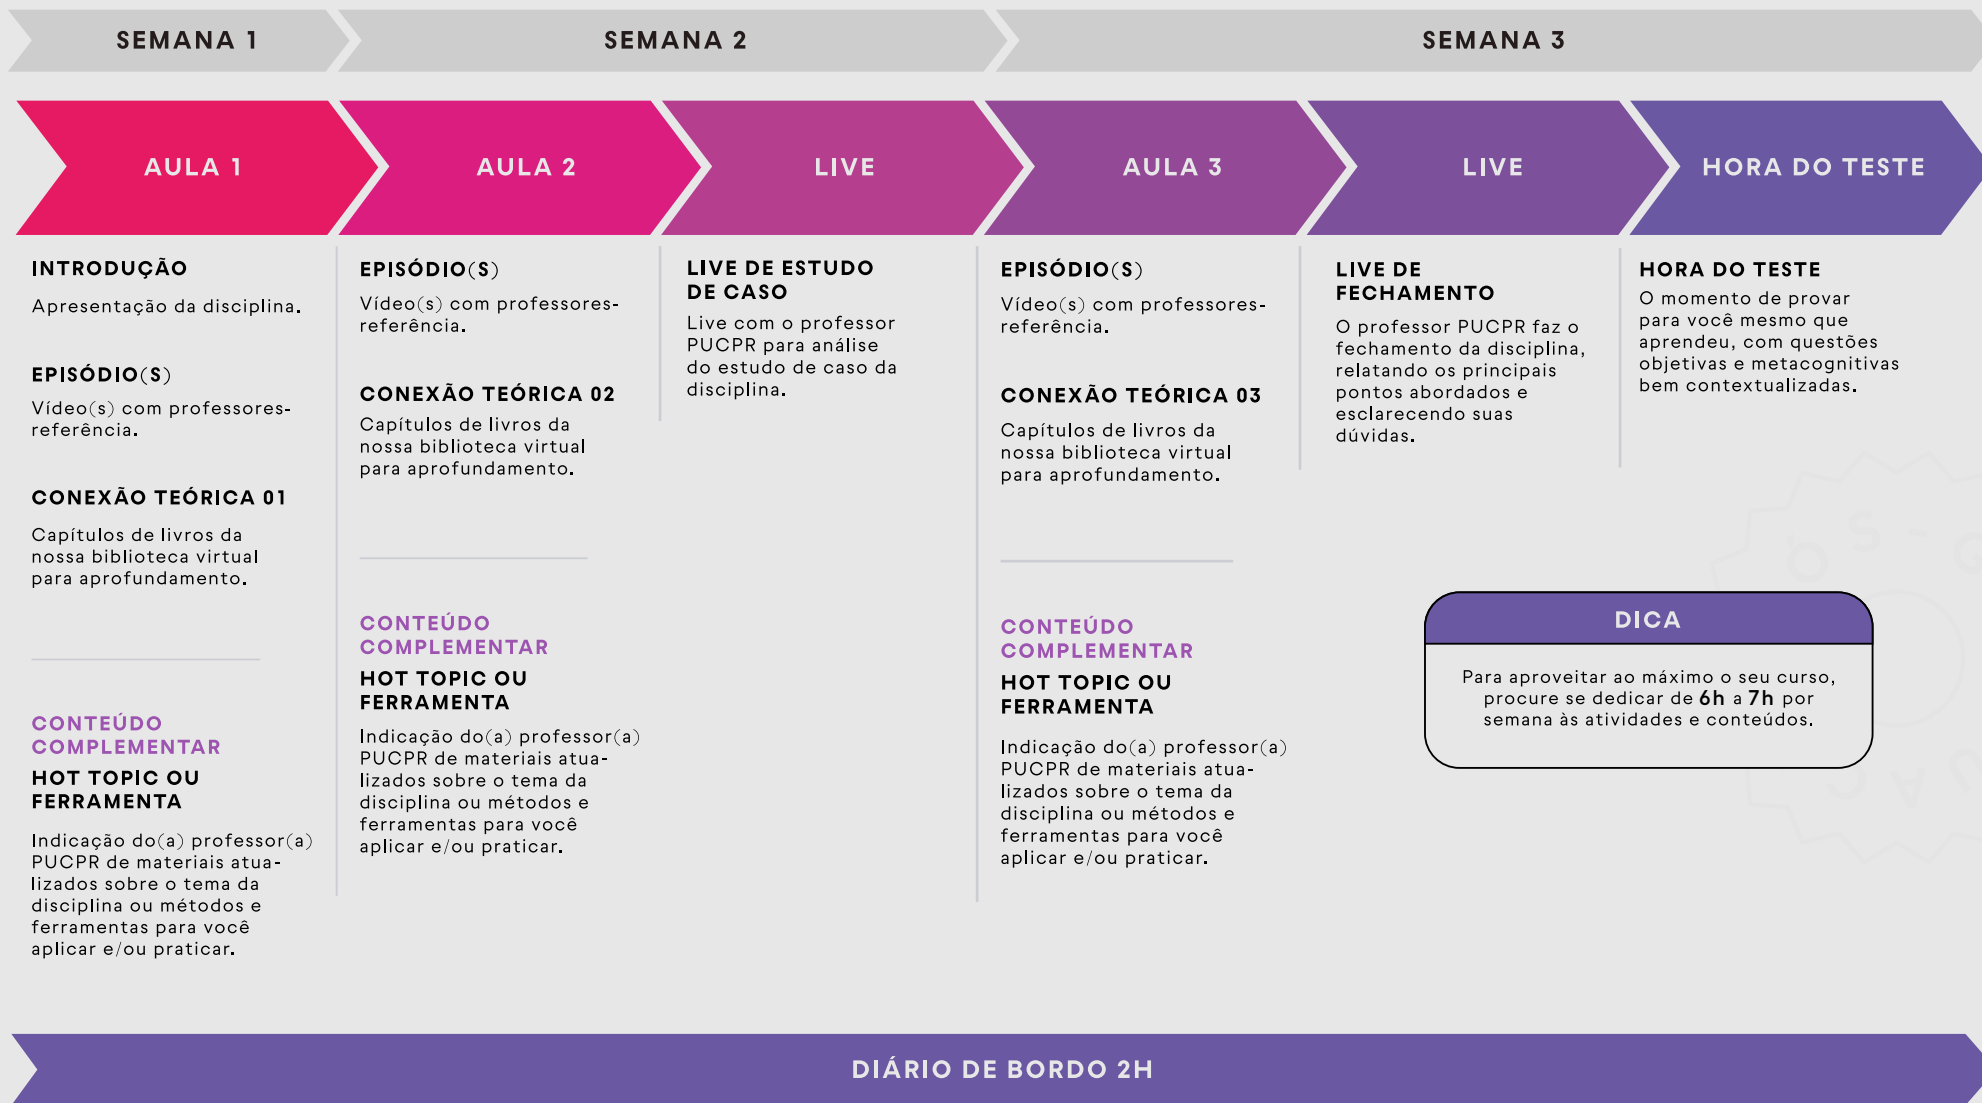 SEMANA 1
SEMANA 2
SEMANA 3
AULA 1
AULA 2
LIVE
AULA 3
LIVE
HORA DO TESTE
INTRODUÇÃO
Apresentação da disciplina.
EPISÓDIO(S)
Vídeo(s) com professores-
referência.
CONEXÃO TEÓRICA 01
Capítulos de livros da
nossa biblioteca virtual
para aprofundamento.
CONTEÚDO
COMPLEMENTAR
HOT TOPIC OU
FERRAMENTA
Indicação do(a) professor(a)
PUCPR de materiais atua-
lizados sobre o tema da
disciplina ou métodos e
ferramentas para você
aplicar e/ou praticar.
EPISÓDIO(S)
Vídeo(s) com professores-
referência.
CONEXÃO TEÓRICA 02
Capítulos de livros da
nossa biblioteca virtual
para aprofundamento.
CONTEÚDO
COMPLEMENTAR
HOT TOPIC OU
FERRAMENTA
Indicação do(a) professor(a)
PUCPR de materiais atua-
lizados sobre o tema da
disciplina ou métodos e
ferramentas para você
aplicar e/ou praticar.
LIVE DE ESTUDO
DE CASO
Live com o professor
PUCPR para análise
do estudo de caso da
disciplina.
EPISÓDIO(S)
Vídeo(s) com professores-
referência.
CONEXÃO TEÓRICA 03
Capítulos de livros da
nossa biblioteca virtual
para aprofundamento.
CONTEÚDO
COMPLEMENTAR
HOT TOPIC OU
FERRAMENTA
Indicação do(a) professor(a)
PUCPR de materiais atua-
lizados sobre o tema da
disciplina ou métodos e
ferramentas para você
aplicar e/ou praticar.
LIVE DE
FECHAMENTO
O professor PUCPR faz o
fechamento da disciplina,
relatando os principais
pontos abordados e
esclarecendo suas
dúvidas.
HORA DO TESTE
O momento de provar
para você mesmo que
aprendeu, com questões
objetivas e metacognitivas
bem contextualizadas.
DICA
Para aproveitar ao máximo o seu curso,
procure se dedicar de 6h a 7h por
semana às atividades e conteúdos.
DIÁRIO DE BORDO 2H